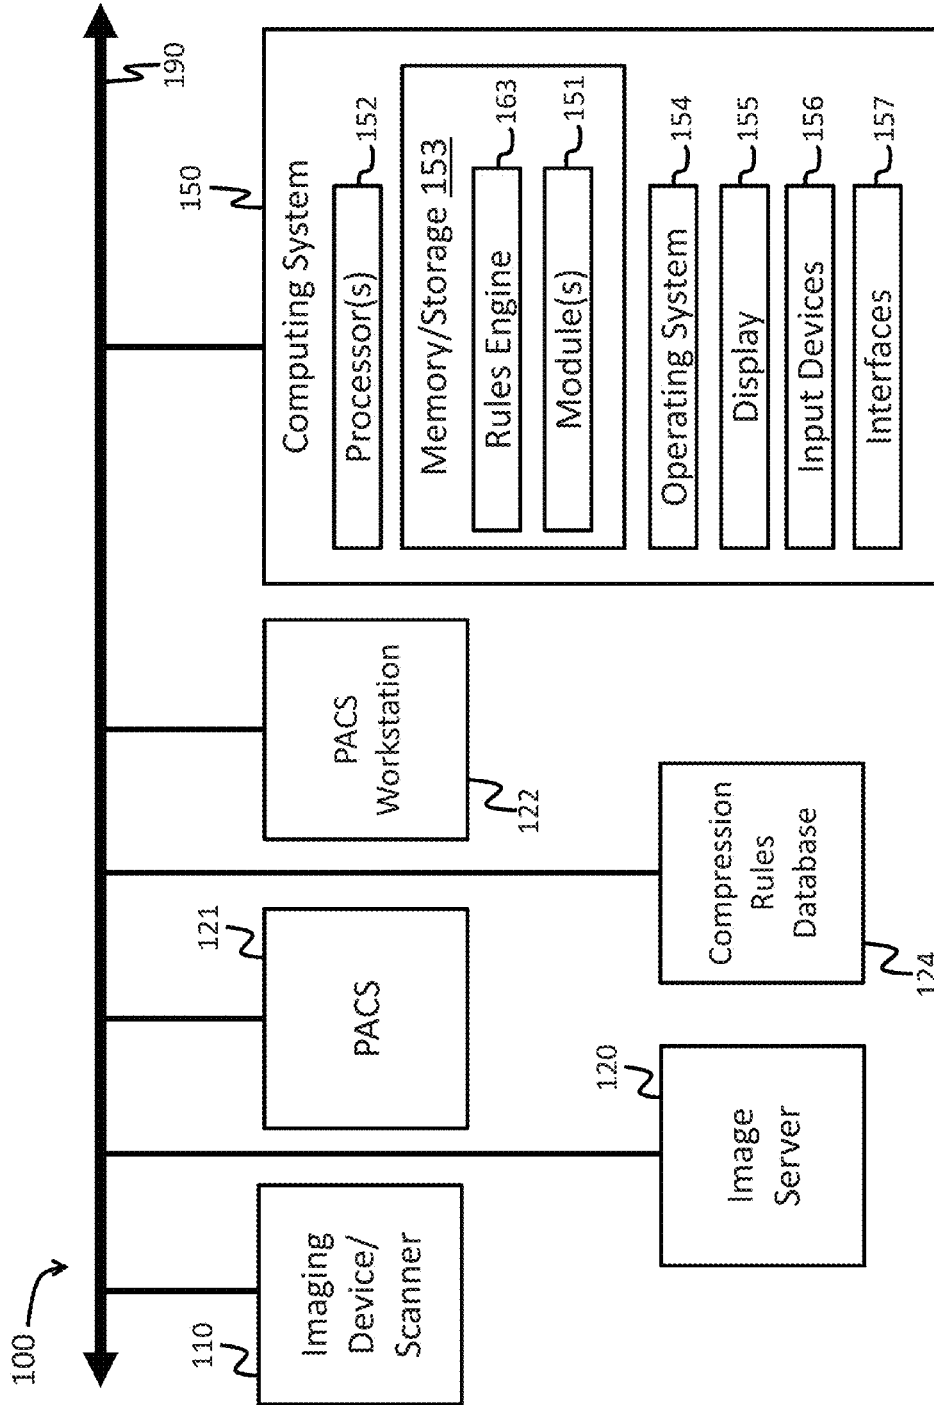 100
190
110
Imaging
Device/
Scanner
120
Image
Server
121
PACS
124
Compression
Rules
Database
122
PACS
Workstation
150
Computing System
Processor(s)
152
Memory/Storage 153
Rules Engine
163
Module(s)
151
Operating System
154
Display
155
Input Devices
156
Interfaces
157